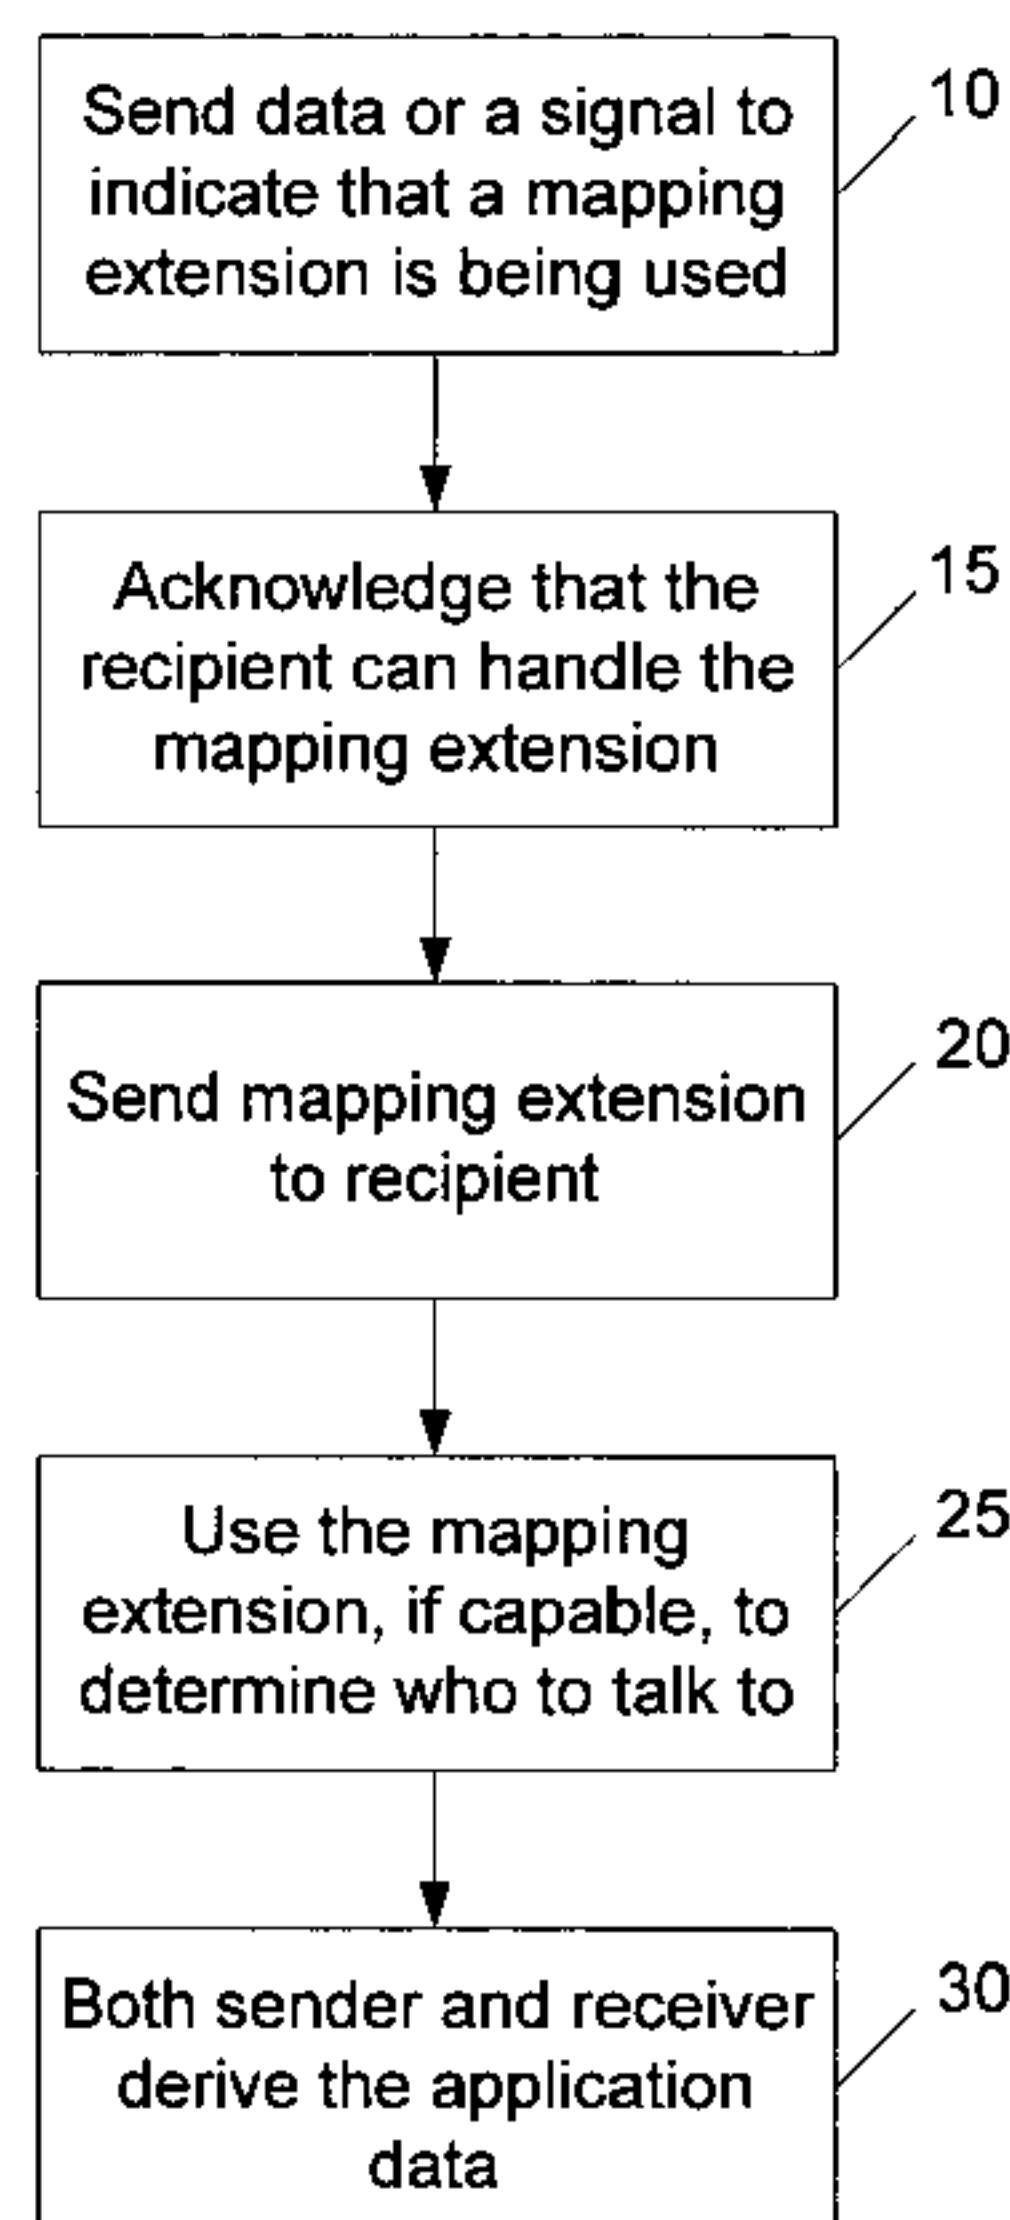 Send data or a signal to
indicate that a mapping
extension is being used
10
Acknowledge that the
recipient can handle the
mapping extension
15
Send mapping extension
to recipient
20
Use the mapping
extension, if capable, to
determine who to talk to
25
Both sender and receiver
derive the application
data
30